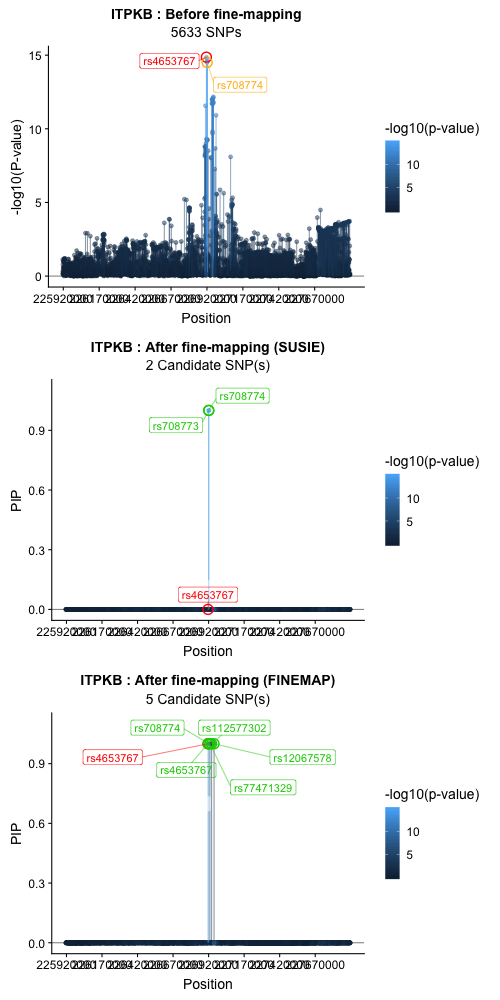 ITPKB : Before fine-mapping
5633 SNPs
15
10
5
0
-log10(P-value)
rs4653767
rs708774
Position
-log10(p-value)
10
5
ITPKB : After fine-mapping (SUSIE)
2 Candidate SNP(s)
0.9
0.6
0.3
0.0
PIP
rs708774
rs708773
rs4653767
Position
-log10(p-value)
10
5
ITPKB : After fine-mapping (FINEMAP)
5 Candidate SNP(s)
0.9
0.6
0.3
0.0
PIP
rs708774
rs112577302
rs4653767
rs12067578
rs4653767
rs77471329
Position
-log10(p-value)
10
5